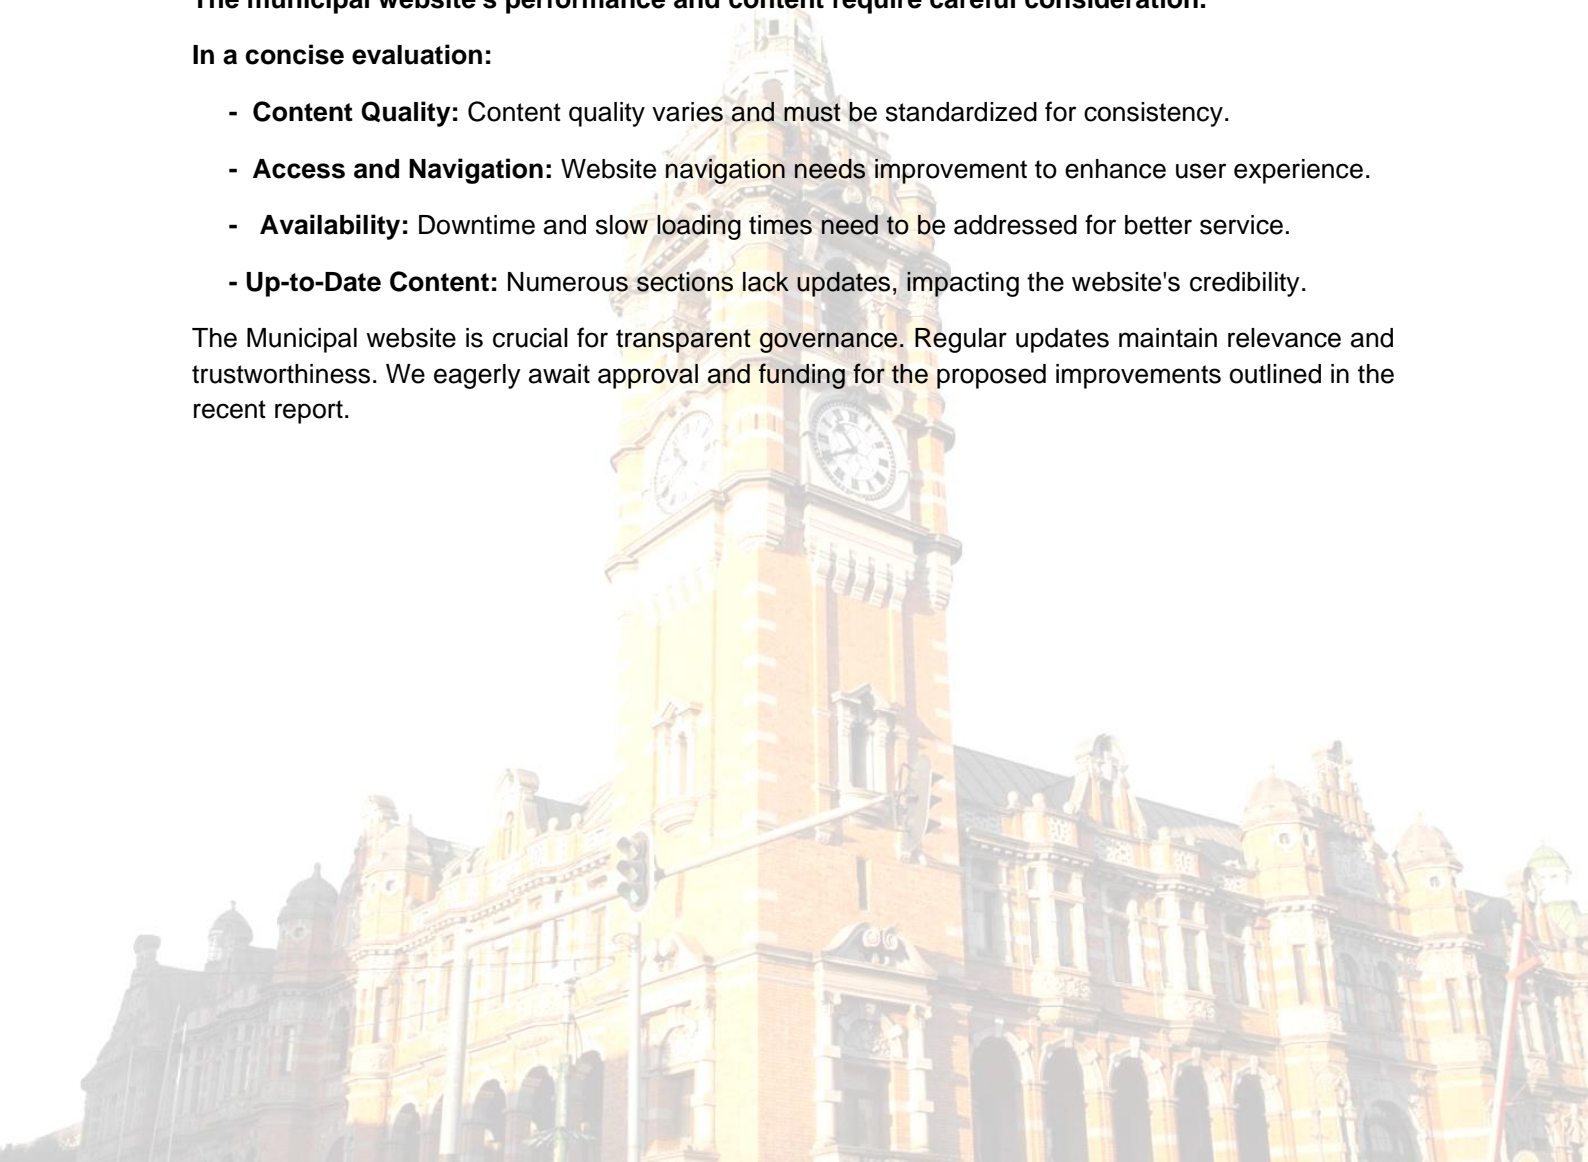 The municipal website's performance and content require careful consideration.
In a concise evaluation:
- Content Quality: Content quality varies and must be standardized for consistency.
- Access and Navigation: Website navigation needs improvement to enhance user experience.
- Availability: Downtime and slow loading times need to be addressed for better service.
- Up-to-Date Content: Numerous sections lack updates, impacting the website's credibility.
The Municipal website is crucial for transparent governance. Regular updates maintain relevance and
trustworthiness. We eagerly await approval and funding for the proposed improvements outlined in the
recent report.